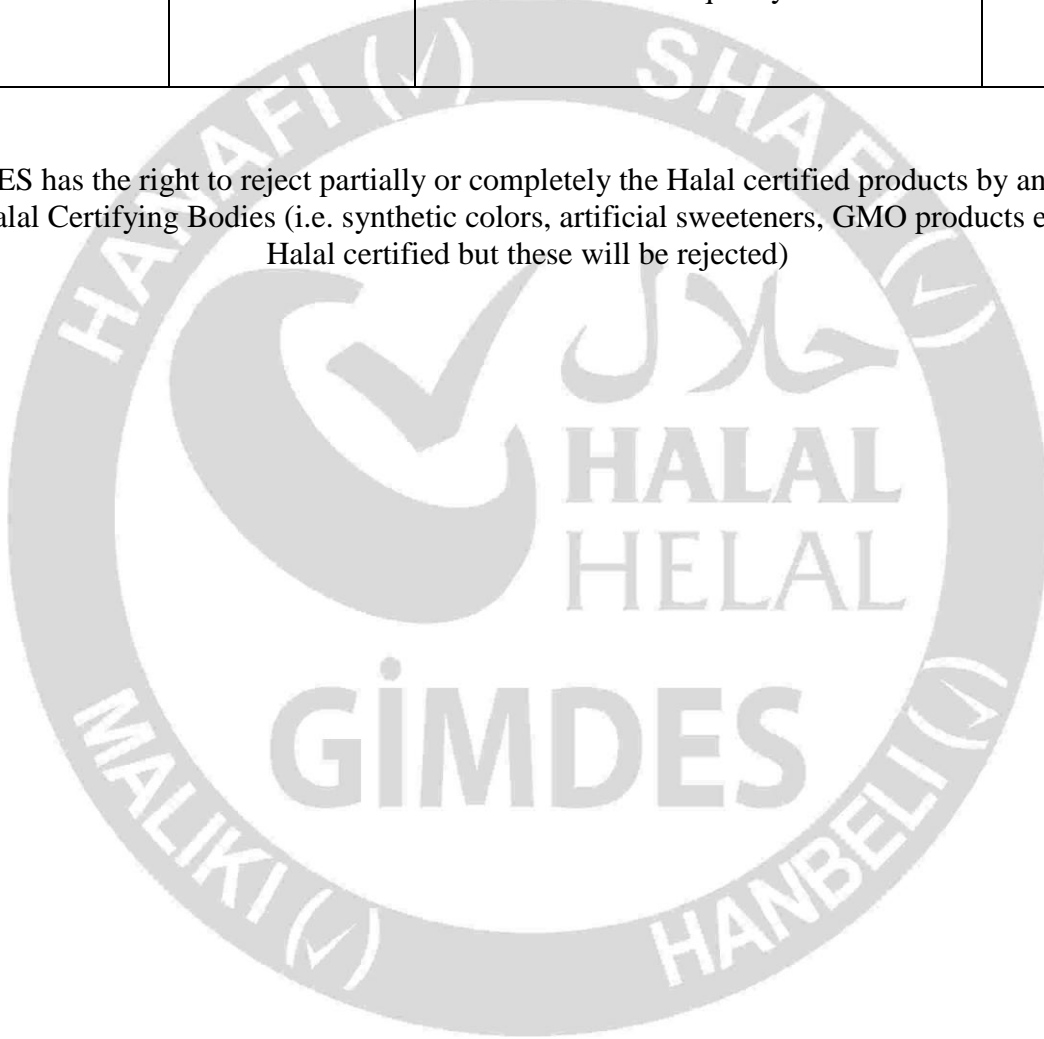 ES has the right to reject partially or completely the Halal certified products by an
alal Certifying Bodies (i.e. synthetic colors, artificial sweeteners, GMO products e
Halal certified but these will be rejected)
HANAFI (✓)
SHAFI (✓)
حلال
HALAL
HELAL
GİMDES
MALIKI (✓)
HANBELI (✓)